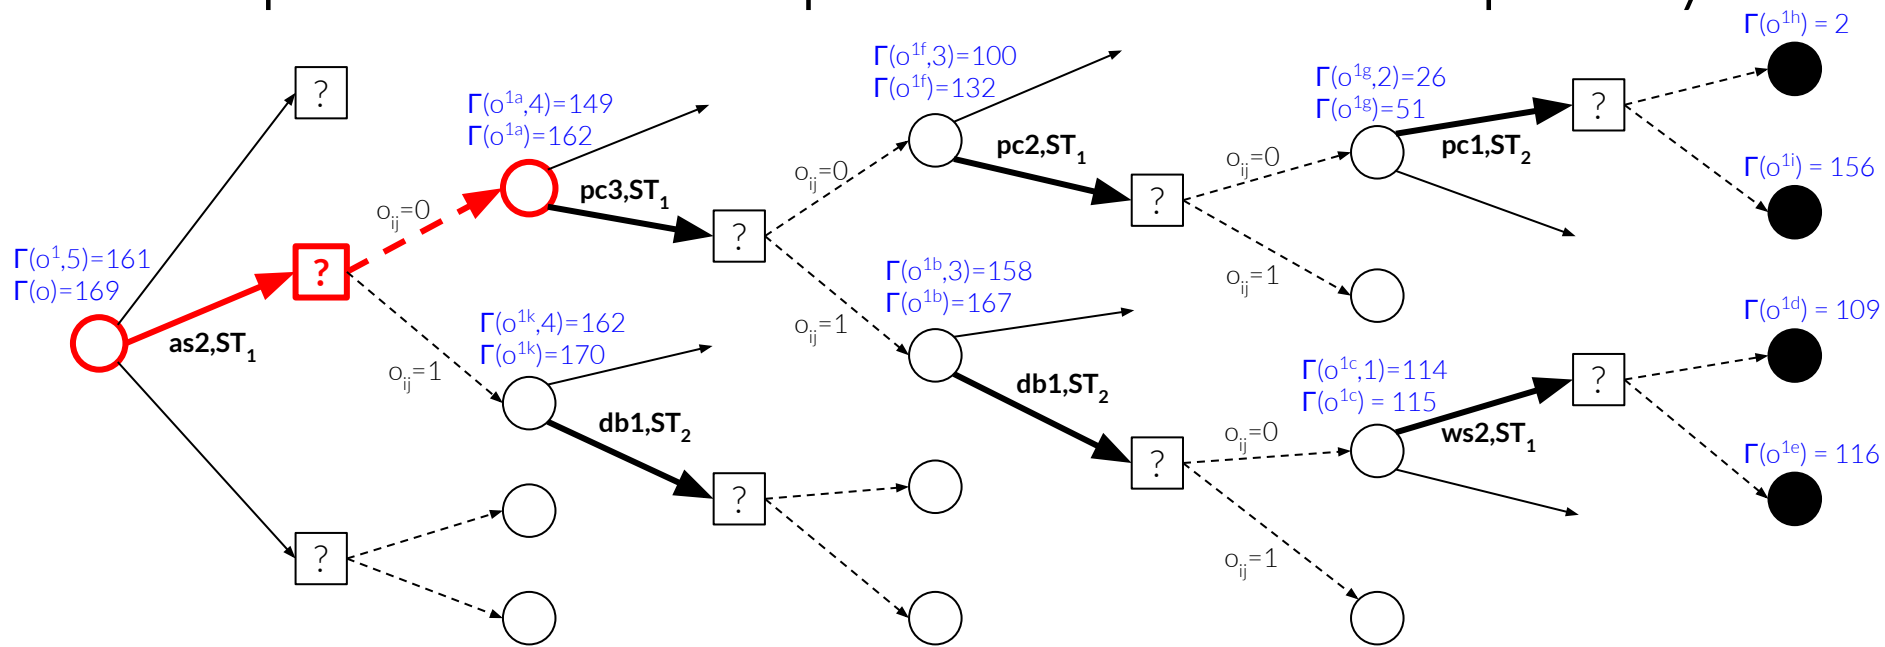 Γ(o¹ʰ) = 2
?
Γ(o¹ᶠ,3)=100
Γ(o¹ᶠ)=132
Γ(o¹ᵍ,2)=26
Γ(o¹ᵍ)=51
?
Γ(o¹ᵃ,4)=149
Γ(o¹ᵃ)=162
pc2,ST₁
pc1,ST₂
oᵢⱼ=0
oᵢⱼ=0
Γ(o¹ⁱ) = 156
pc3,ST₁
?
oᵢⱼ=0
?
Γ(o¹,5)=161
Γ(o)=169
?
Γ(o¹ᵇ,3)=158
Γ(o¹ᵇ)=167
oᵢⱼ=1
Γ(o¹ᵈ) = 109
Γ(o¹ᵏ,4)=162
Γ(o¹ᵏ)=170
oᵢⱼ=1
as2,ST₁
oᵢⱼ=1
db1,ST₂
Γ(o¹ᶜ,1)=114
Γ(o¹ᶜ) = 115
?
db1,ST₂
oᵢⱼ=0
ws2,ST₁
Γ(o¹ᵉ) = 116
?
?
?
oᵢⱼ=1